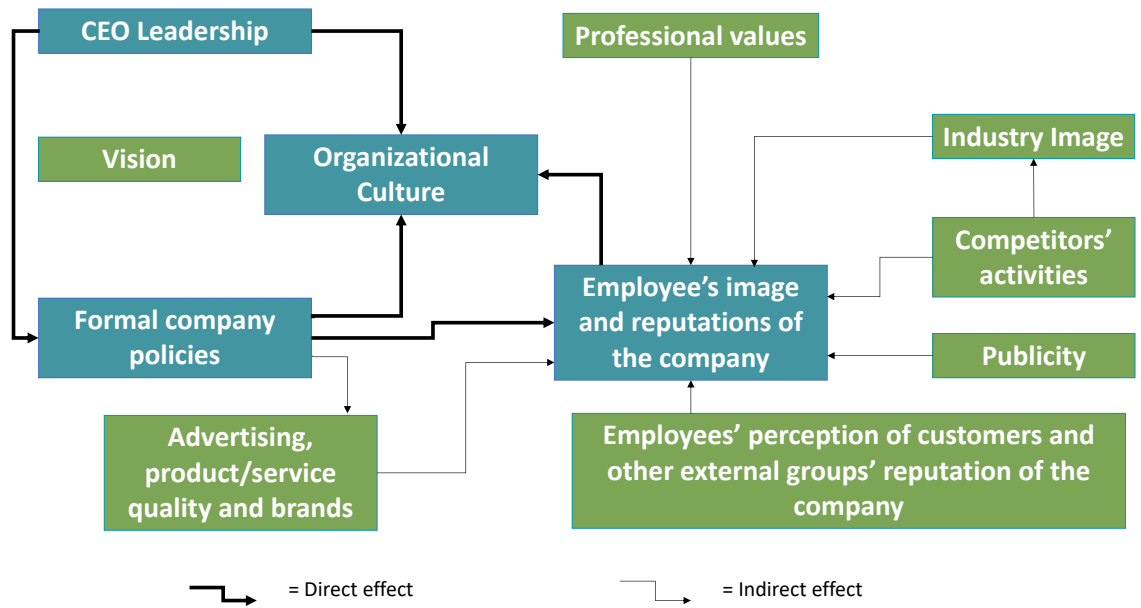 CEO Leadership
Professional values
Vision
Organizational
Culture
Industry Image
Competitors’
activities
Formal company
policies
Employee’s image
and reputations of
the company
Publicity
Advertising,
product/service
quality and brands
Employees’ perception of customers and
other external groups’ reputation of the
company
= Direct effect
= Indirect effect